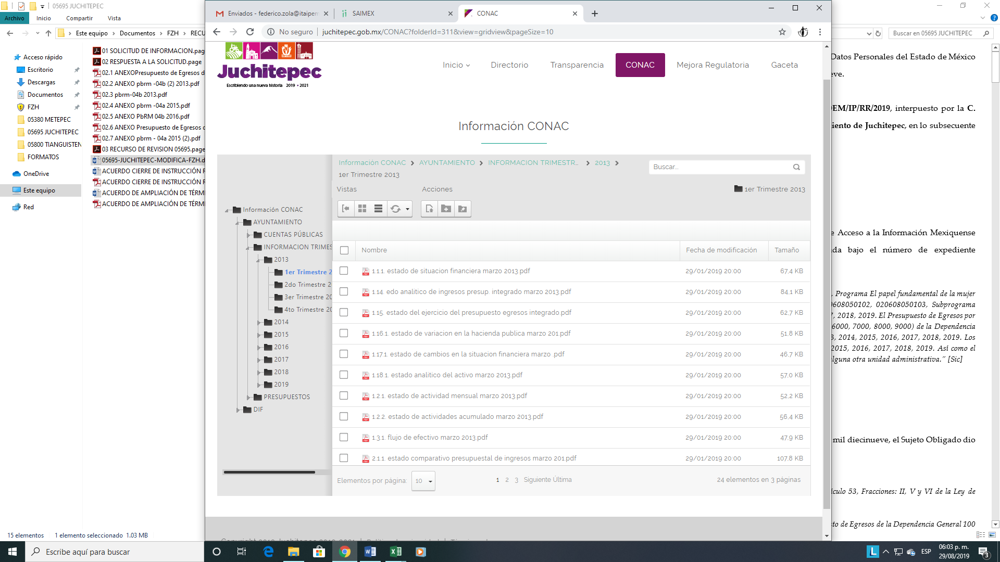 05695 JUCHITEPEC
Archivo Inicio Compartir Vista
Este equipo Documentos FZH
Buscar en 05695 JUCHITEPEC
Acceso rápido
Escritorio
Descargas
Documentos
FZH
05380 METEPEC
05695 JUCHITEPEC
05800 TIANGUISTEN
FORMATOS
OneDrive
Este equipo
Red
01 SOLICITUD DE INFORMACION.pag
02 RESPUESTA A LA SOLICITUD.page
02.1 ANEXOPresupuesto de Egresos d
02.2 ANEXO pbrm -04b (2) 2013.pdf
02.3 pbrm-04b 2013.pdf
02.4 ANEXO pbrm -04a 2015.pdf
02.5 ANEXO PbRM 04b 2016.pdf
02.6 ANEXO Presupuesto de Egresos
02.7 ANEXO pbrm - 04a 2015 (2).pdf
03 RECURSO DE REVISION 05695.page
05695-JUCHITEPEC-MODIFICA-FZH.d
ACUERDO CIERRE DE INSTRUCCIÓN
ACUERDO CIERRE DE INSTRUCCIÓN
ACUERDO DE AMPLIACIÓN DE TÉRM
ACUERDO DE AMPLIACIÓN DE TÉRM
15 elementos 1 elemento seleccionado 1.03 MB
Enviados - federico.zola@itaipem
SAIMEX
CONAC
No seguro juchitepec.gob.mx/CONAC?folderId=311&view=gridview&pageSize=10
Juchitepec
Escribiendo una nueva historia 2019 • 2021
Inicio Directorio Transparencia CONAC Mejora Regulatoria Gaceta
Información CONAC
Información CONAC AYUNTAMIENTO INFORMACION TRIMESTR... 2013
1er Trimestre 2013
Buscar...
Vistas Acciones 1er Trimestre 2013
Información CONAC
AYUNTAMIENTO
CUENTAS PÚBLICAS
INFORMACION TRIMES
2013
1er Trimestre 2
2do Trimestre 2
3er Trimestre 20
4to Trimestre 20
2014
2015
2016
2017
2018
2019
PRESUPUESTOS
DIF
Nombre Fecha de modificación Tamaño
1.1.1. estado de situacion financiera marzo 2013.pdf 29/01/2019 20:00 67,4 KB
1.14. edo analitico de ingresos presup. integrado marzo 2013.pdf 29/01/2019 20:00 84,1 KB
1.15. estado del ejercicio del presupuesto egresos integrado.pdf 29/01/2019 20:00 62,7 KB
1.16.1. estado de variacion en la hacienda publica marzo 201.pdf 29/01/2019 20:00 51,8 KB
1.17.1. estado de cambios en la situacion financiera marzo .pdf 29/01/2019 20:00 46,7 KB
1.18.1. estado analitico del activo marzo 2013.pdf 29/01/2019 20:00 57,0 KB
1.2.1. estado de actividad mensual marzo 2013.pdf 29/01/2019 20:00 52,2 KB
1.2.2. estado de actividades acumulado marzo 2013.pdf 29/01/2019 20:00 56,4 KB
1.3.1. flujo de efectivo marzo 2013.pdf 29/01/2019 20:00 47,9 KB
2.1.1. estado comparativo presupuestal de ingresos marzo 201.pdf 29/01/2019 20:00 107,8 KB
Elementos por página: 10 1 2 3 Siguiente Última 24 elementos en 3 páginas
Datos Personales del Estado de México
eve.
DEM/IP/RR/2019, interpuesto por la C.
iento de Juchitepec, en lo subsecuente
e Acceso a la Información Mexiquense
da bajo el número de expediente
, Programa El papel fundamental de la mujer
0608050102, 020608050103, Subprograma
7, 2018, 2019. El Presupuesto de Egresos por
6000, 7000, 8000, 9000) de la Dependencia
3, 2014, 2015, 2016, 2017, 2018, 2019. Los
2015, 2016, 2017, 2018, 2019. Así como el
lguna otra unidad administrativa." [Sic]
mil diecinueve, el Sujeto Obligado dio
ículo 53, Fracciones: II, V y VI de la Ley de
sto de Egresos de la Dependencia General 100
Escribe aquí para buscar
ESP
06:03 p. m.
29/08/2019
3